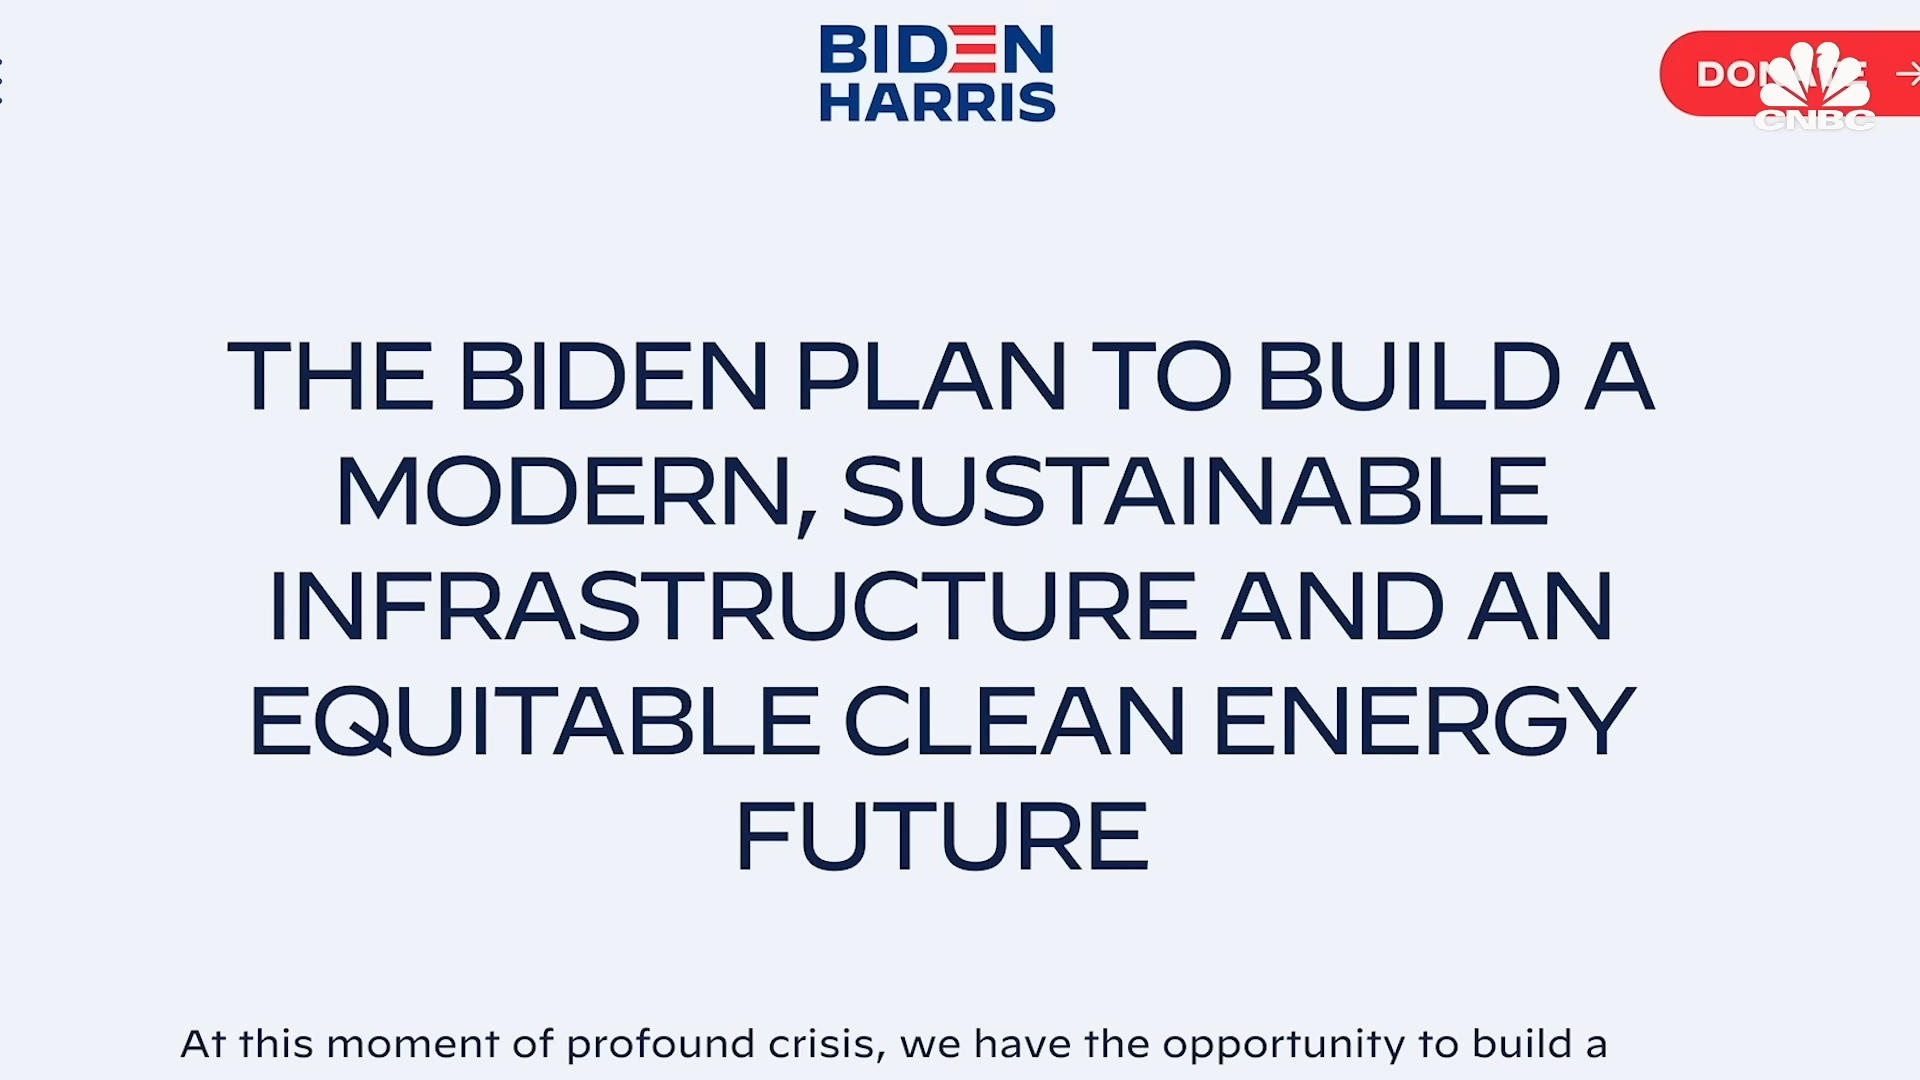 BIDEN
HARRIS
DONATE
CNBC
THE BIDEN PLAN TO BUILD A
MODERN, SUSTAINABLE
INFRASTRUCTURE AND AN
EQUITABLE CLEAN ENERGY
FUTURE
At this moment of profound crisis, we have the opportunity to build a